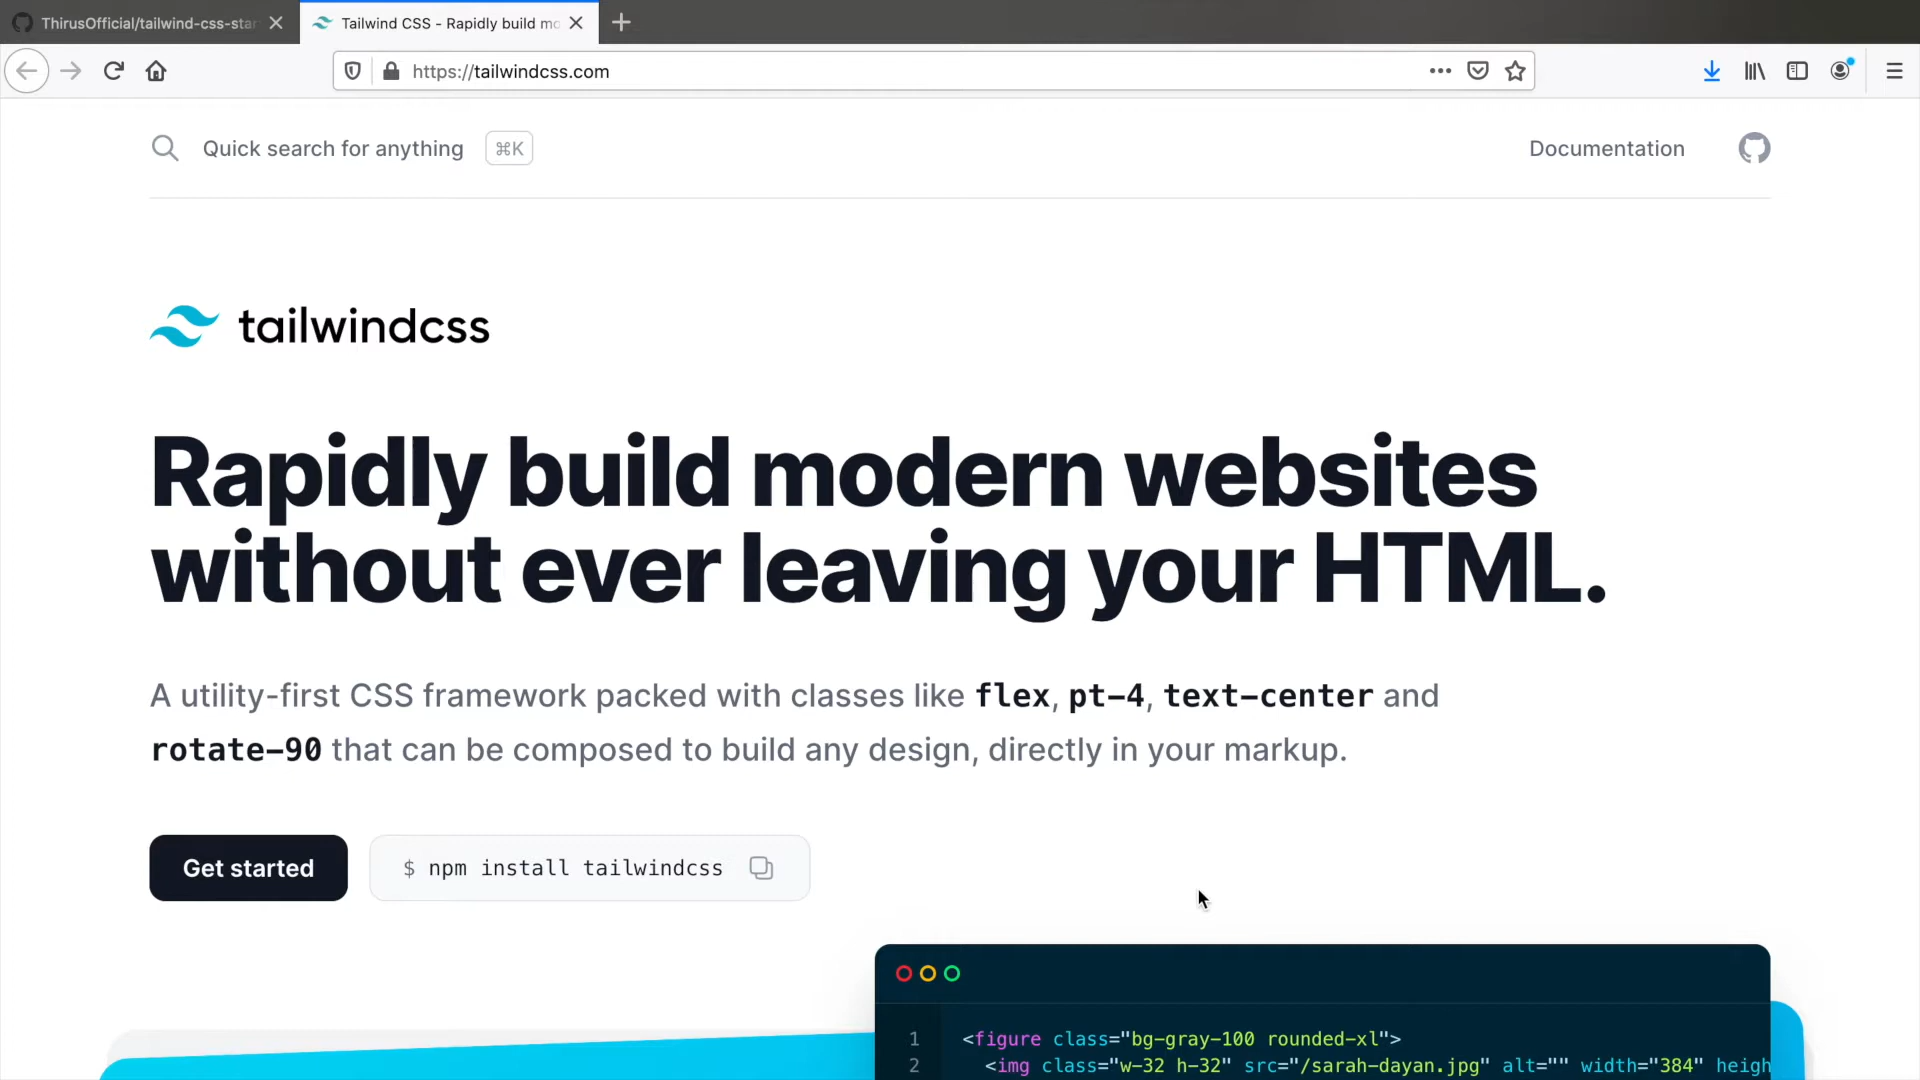 ThirusOfficial/tailwind-css-star
Tailwind CSS - Rapidly build mo
https://tailwindcss.com
Quick search for anything ⌘K
Documentation
tailwindcss
Rapidly build modern websites
without ever leaving your HTML.
A utility-first CSS framework packed with classes like flex, pt-4, text-center and
rotate-90 that can be composed to build any design, directly in your markup.
Get started
$ npm install tailwindcss
1 <figure class="bg-gray-100 rounded-xl">
2 <img class="w-32 h-32" src="/sarah-dayan.jpg" alt="" width="384" heigh